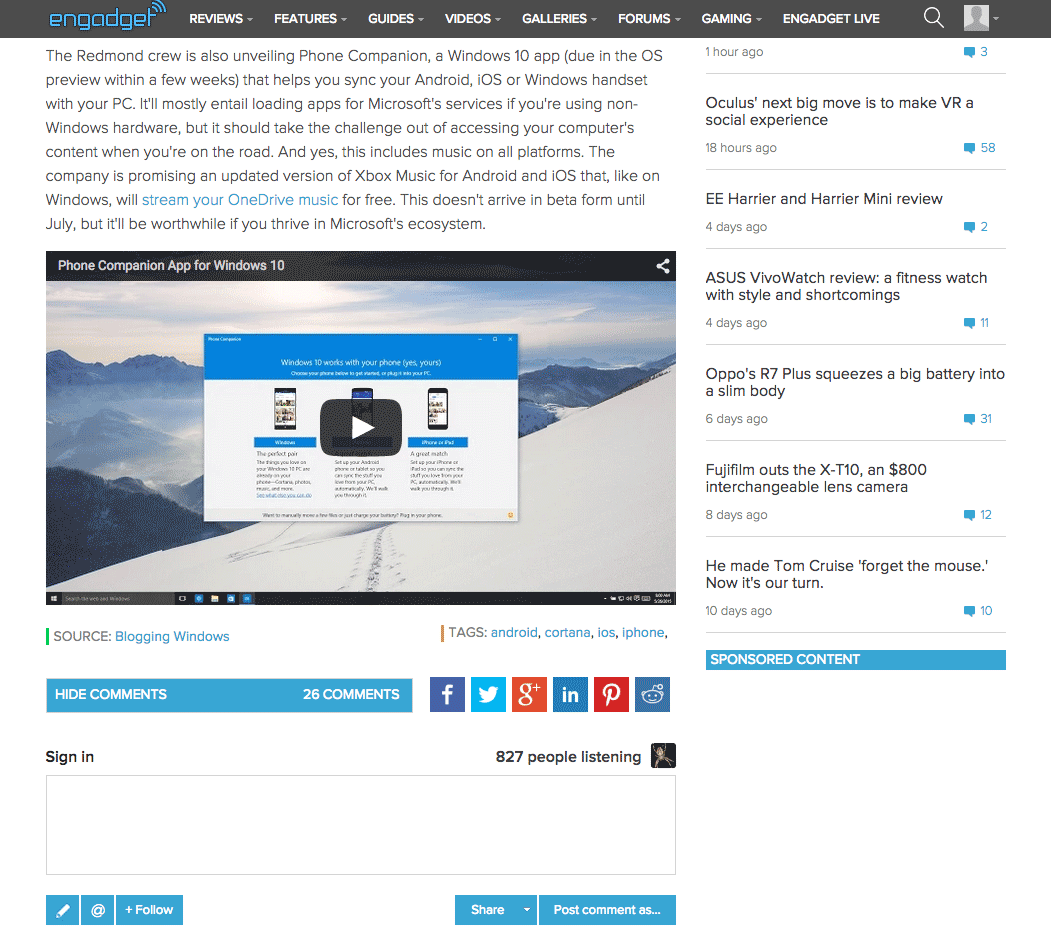 engadget
REVIEWS FEATURES GUIDES VIDEOS GALLERIES FORUMS GAMING ENGADGET LIVE
The Redmond crew is also unveiling Phone Companion, a Windows 10 app (due in the OS
preview within a few weeks) that helps you sync your Android, iOS or Windows handset
with your PC. It'll mostly entail loading apps for Microsoft's services if you're using non-
Windows hardware, but it should take the challenge out of accessing your computer's
content when you're on the road. And yes, this includes music on all platforms. The
company is promising an updated version of Xbox Music for Android and iOS that, like on
Windows, will stream your OneDrive music for free. This doesn't arrive in beta form until
July, but it'll be worthwhile if you thrive in Microsoft's ecosystem.
Phone Companion App for Windows 10
Phone Companion
Windows 10 works with your phone (yes, yours)
Choose your phone below to get started, or plug it into your PC.
Windows
iPhone or iPad
The perfect pair
The things you love on
your Windows 10 PC are
already on your
phone—Cortana, photos,
music, and more.
See what else you can do
Set up your Android
phone or tablet so you
can sync the stuff you
love from your PC,
automatically. We'll walk
you through it.
A great match
Set up your iPhone or
iPad so you can sync the
stuff you love from your
PC, automatically. We'll
walk you through it.
Want to manually move a few files or just charge your battery? Plug in your phone.
Search the web and Windows
SOURCE: Blogging Windows
TAGS: android, cortana, ios, iphone,
HIDE COMMENTS 26 COMMENTS
f g+ in
Sign in
827 people listening
@ + Follow
Share Post comment as...
1 hour ago 3
Oculus' next big move is to make VR a
social experience
18 hours ago 58
EE Harrier and Harrier Mini review
4 days ago 2
ASUS VivoWatch review: a fitness watch
with style and shortcomings
4 days ago 11
Oppo's R7 Plus squeezes a big battery into
a slim body
6 days ago 31
Fujifilm outs the X-T10, an $800
interchangeable lens camera
8 days ago 12
He made Tom Cruise 'forget the mouse.'
Now it's our turn.
10 days ago 10
SPONSORED CONTENT